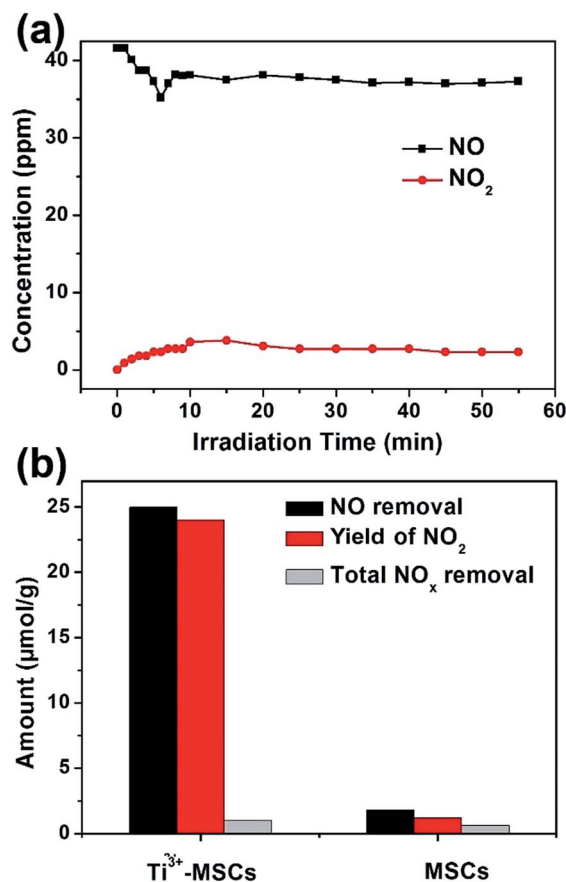 (a)
40
30
20
10
0
Concentration (ppm)
NO
NO₂
0 10 20 30 40 50 60
Irradiation Time (min)
(b)
25
20
15
10
5
0
Amount (μmol/g)
NO removal
Yield of NO₂
Total NOₓ removal
Ti³⁺-MSCs MSCs